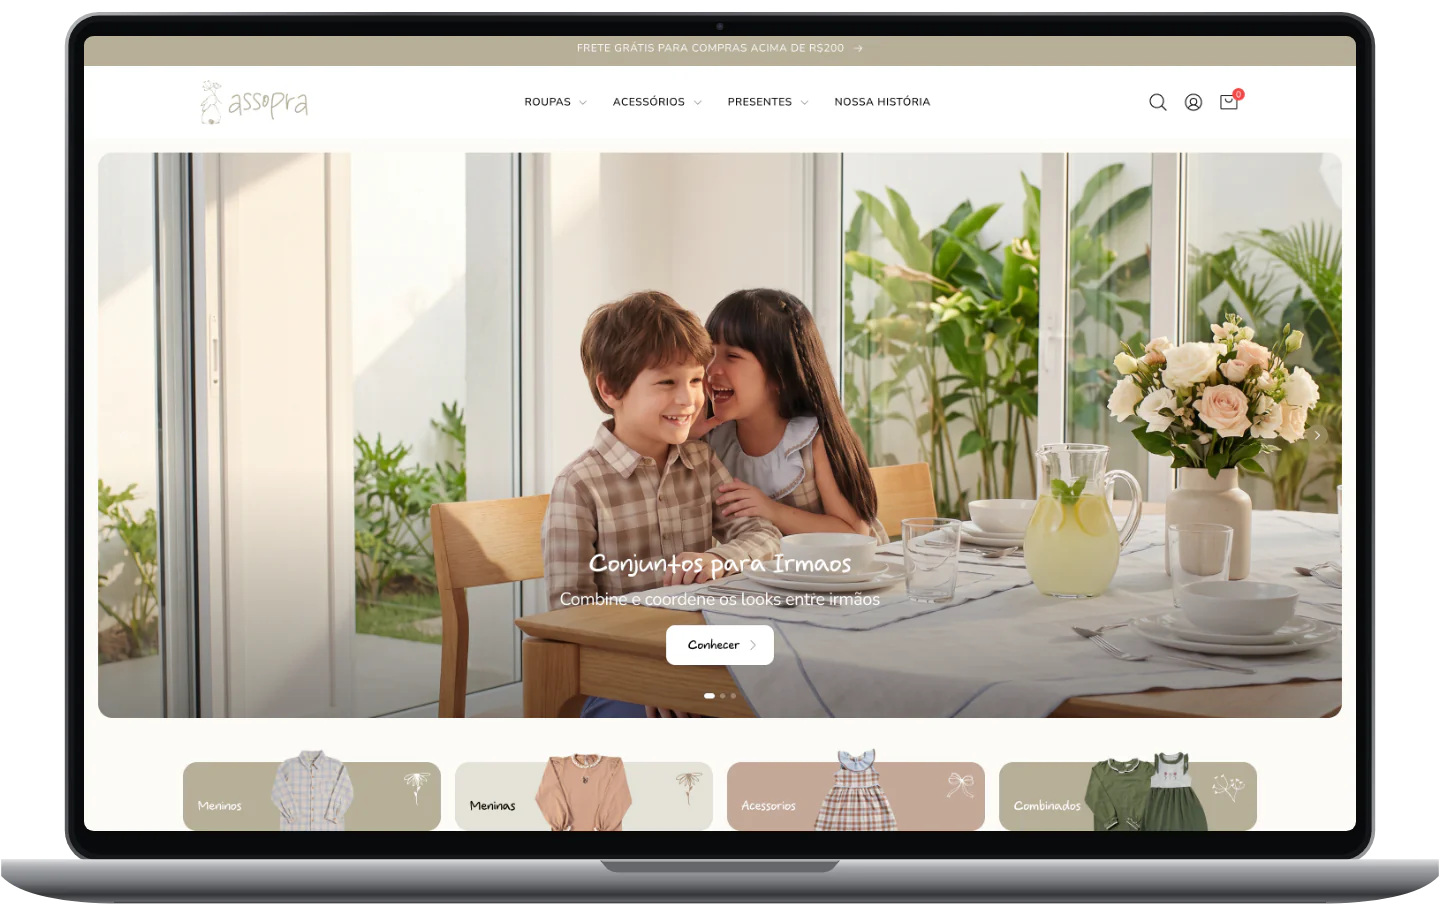 FRETE GRÁTIS PARA COMPRAS ACIMA DE R$200 →
assopra
ROUPAS ACESSÓRIOS PRESENTES NOSSA HISTÓRIA
0
Conjuntos para Irmaos
Combine e coordene os looks entre irmãos
Conhecer
Meninos
Meninas
Acessorios
Combinados